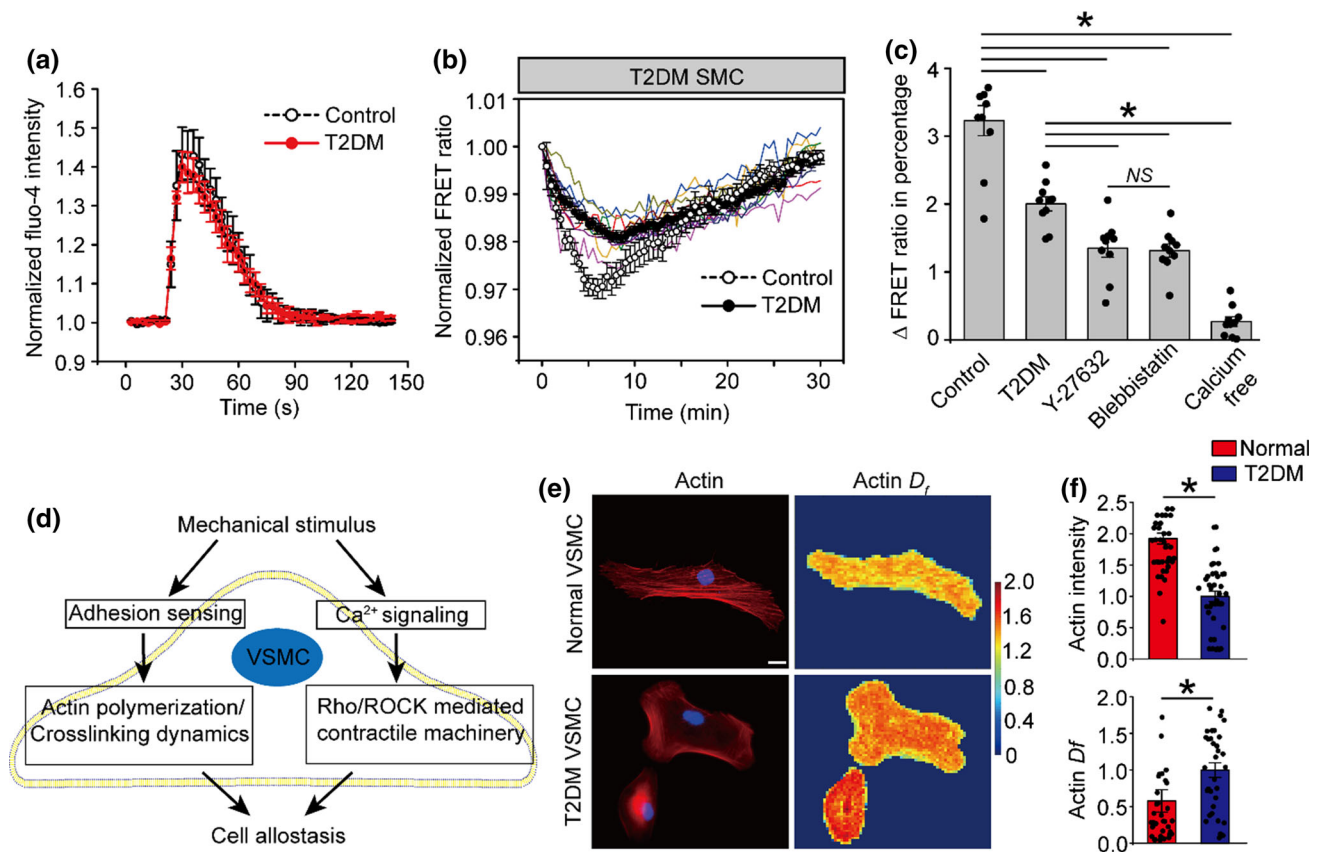 (a)
Normalized fluo-4 intensity
1.6
1.5
1.4
1.3
1.2
1.1
1.0
0.9
Control
T2DM
0 30 60 90 120 150
Time (s)
(b)
T2DM SMC
Normalized FRET ratio
1.01
1.00
0.99
0.98
0.97
0.96
Control
T2DM
0 10 20 30
Time (min)
(c)
*
*
NS
Δ FRET ratio in percentage
4
3
2
1
0
Control
T2DM
Y-27632
Blebbistatin
Calcium
free
(d)
Mechanical stimulus
Adhesion sensing
Ca2+ signaling
VSMC
Actin polymerization/
Crosslinking dynamics
Rho/ROCK mediated
contractile machinery
Cell allostasis
(e)
Actin
Actin Df
Normal VSMC
T2DM VSMC
2.0
1.6
1.2
0.8
0.4
0
Normal
T2DM
(f)
*
Actin intensity
2.5
2.0
1.5
1.0
0.5
0.0
*
Actin Df
2.0
1.5
1.0
0.5
0.0